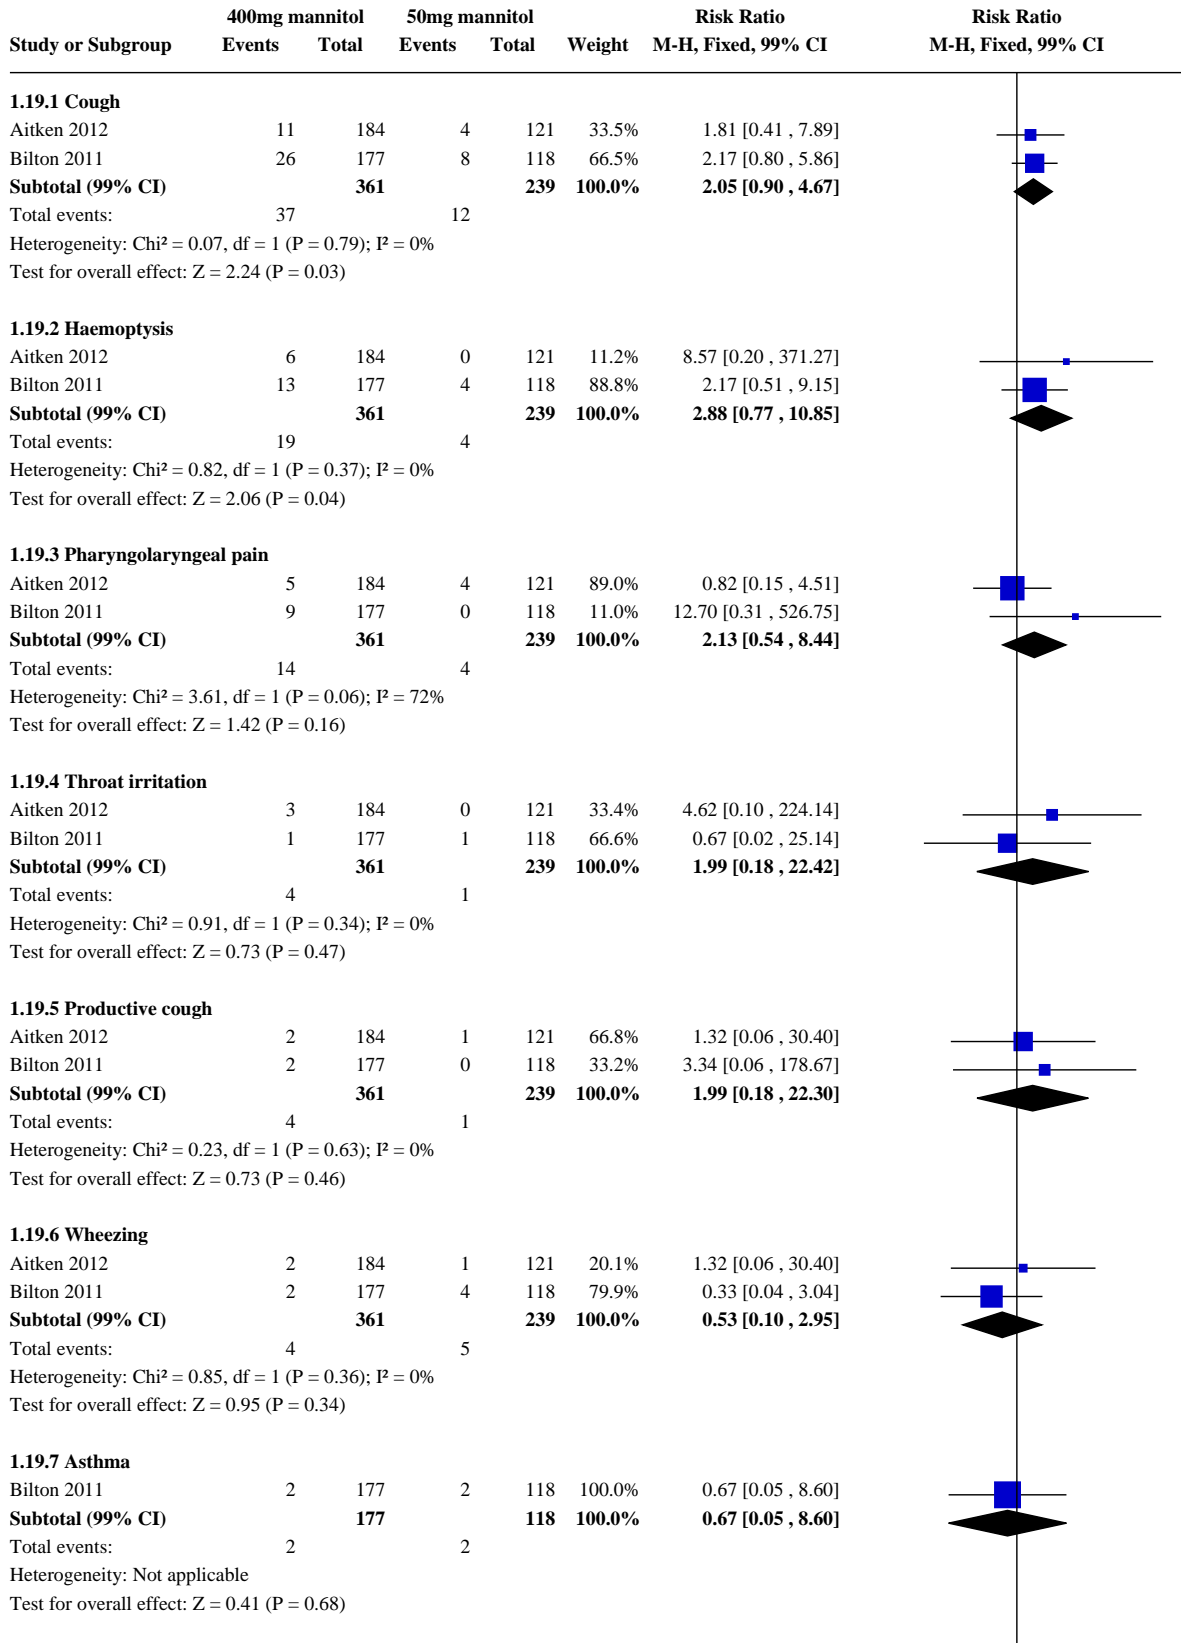 400mg mannitol 50mg mannitol Risk Ratio Risk Ratio
Study or Subgroup Events Total Events Total Weight M-H, Fixed, 99% CI M-H, Fixed, 99% CI
1.19.1 Cough
Aitken 2012 11 184 4 121 33.5% 1.81 [0.41 , 7.89]
Bilton 2011 26 177 8 118 66.5% 2.17 [0.80 , 5.86]
Subtotal (99% CI) 361 239 100.0% 2.05 [0.90 , 4.67]
Total events: 37 12
Heterogeneity: Chi² = 0.07, df = 1 (P = 0.79); I² = 0%
Test for overall effect: Z = 2.24 (P = 0.03)
1.19.2 Haemoptysis
Aitken 2012 6 184 0 121 11.2% 8.57 [0.20 , 371.27]
Bilton 2011 13 177 4 118 88.8% 2.17 [0.51 , 9.15]
Subtotal (99% CI) 361 239 100.0% 2.88 [0.77 , 10.85]
Total events: 19 4
Heterogeneity: Chi² = 0.82, df = 1 (P = 0.37); I² = 0%
Test for overall effect: Z = 2.06 (P = 0.04)
1.19.3 Pharyngolaryngeal pain
Aitken 2012 5 184 4 121 89.0% 0.82 [0.15 , 4.51]
Bilton 2011 9 177 0 118 11.0% 12.70 [0.31 , 526.75]
Subtotal (99% CI) 361 239 100.0% 2.13 [0.54 , 8.44]
Total events: 14 4
Heterogeneity: Chi² = 3.61, df = 1 (P = 0.06); I² = 72%
Test for overall effect: Z = 1.42 (P = 0.16)
1.19.4 Throat irritation
Aitken 2012 3 184 0 121 33.4% 4.62 [0.10 , 224.14]
Bilton 2011 1 177 1 118 66.6% 0.67 [0.02 , 25.14]
Subtotal (99% CI) 361 239 100.0% 1.99 [0.18 , 22.42]
Total events: 4 1
Heterogeneity: Chi² = 0.91, df = 1 (P = 0.34); I² = 0%
Test for overall effect: Z = 0.73 (P = 0.47)
1.19.5 Productive cough
Aitken 2012 2 184 1 121 66.8% 1.32 [0.06 , 30.40]
Bilton 2011 2 177 0 118 33.2% 3.34 [0.06 , 178.67]
Subtotal (99% CI) 361 239 100.0% 1.99 [0.18 , 22.30]
Total events: 4 1
Heterogeneity: Chi² = 0.23, df = 1 (P = 0.63); I² = 0%
Test for overall effect: Z = 0.73 (P = 0.46)
1.19.6 Wheezing
Aitken 2012 2 184 1 121 20.1% 1.32 [0.06 , 30.40]
Bilton 2011 2 177 4 118 79.9% 0.33 [0.04 , 3.04]
Subtotal (99% CI) 361 239 100.0% 0.53 [0.10 , 2.95]
Total events: 4 5
Heterogeneity: Chi² = 0.85, df = 1 (P = 0.36); I² = 0%
Test for overall effect: Z = 0.95 (P = 0.34)
1.19.7 Asthma
Bilton 2011 2 177 2 118 100.0% 0.67 [0.05 , 8.60]
Subtotal (99% CI) 177 118 100.0% 0.67 [0.05 , 8.60]
Total events: 2 2
Heterogeneity: Not applicable
Test for overall effect: Z = 0.41 (P = 0.68)